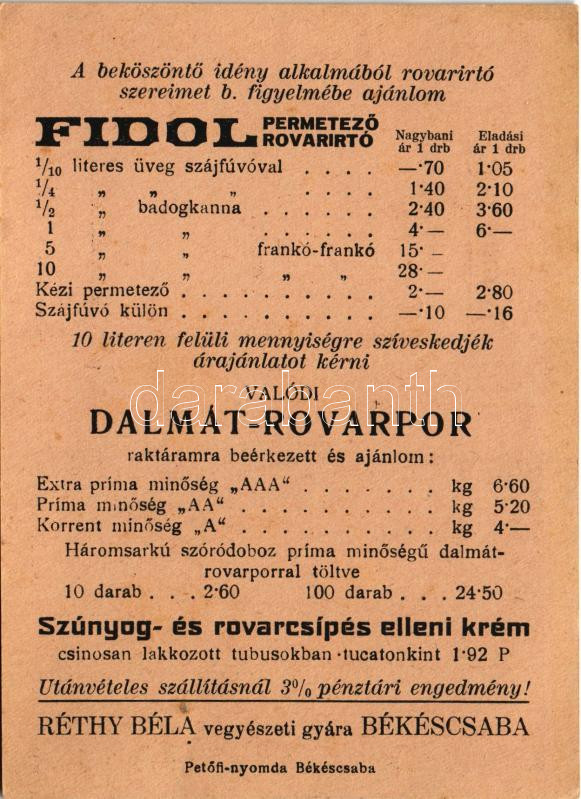 A beköszöntő idény alkalmából rovarirtó
szereimet b. figyelmébe ajánlom
FIDOL PERMETEZŐ ROVARIRTÓ Nagybani ár 1 drb Eladási ár 1 drb
1/10 literes üveg szájfúvóval . . . . —·70 1·05
1/4 „ „ „ . . . . 1·40 2·10
1/2 „ badogkanna . . . . . . 2·40 3·60
1 „ „ . . . . . . 4·— 6·—
5 „ „ frankó-frankó 15·—
10 „ „ „ „ 28·—
Kézi permetező . . . . . . . . . . 2·— 2·80
Szájfúvó külön . . . . . . . . . . —·10 —·16
10 literen felüli mennyiségre szíveskedjék
árajánlatot kérni
darabanth
VALÓDI
DALMÁT-ROVARPOR
raktáramra beérkezett és ajánlom:
Extra príma minőség „AAA“ . . . . . . . kg 6·60
Príma minőség „AA“ . . . . . . . . . kg 5·20
Korrent minőség „A“ . . . . . . . . . kg 4·—
Háromsarkú szóródoboz príma minőségű dalmát-
rovarporral töltve
10 darab . . . 2·60 100 darab . . . 24·50
Szúnyog- és rovarcsípés elleni krém
csinosan lakkozott tubusokban·tucatonkint 1·92 P
Utánvételes szállításnál 3% pénztári engedmény!
RÉTHY BÉLA vegyészeti gyára BÉKÉSCSABA
Petőfi-nyomda Békéscsaba